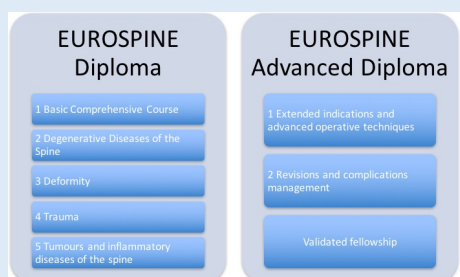 EUROSPINE
Diploma
1 Basic Comprehensive Course
2 Degenerative Diseases of the
Spine
3 Deformity
4 Trauma
5 Tumours and inflammatory
diseases of the spine
EUROSPINE
Advanced Diploma
1 Extended indications and
advanced operative techniques
2 Revisions and complications
management
Validated fellowship